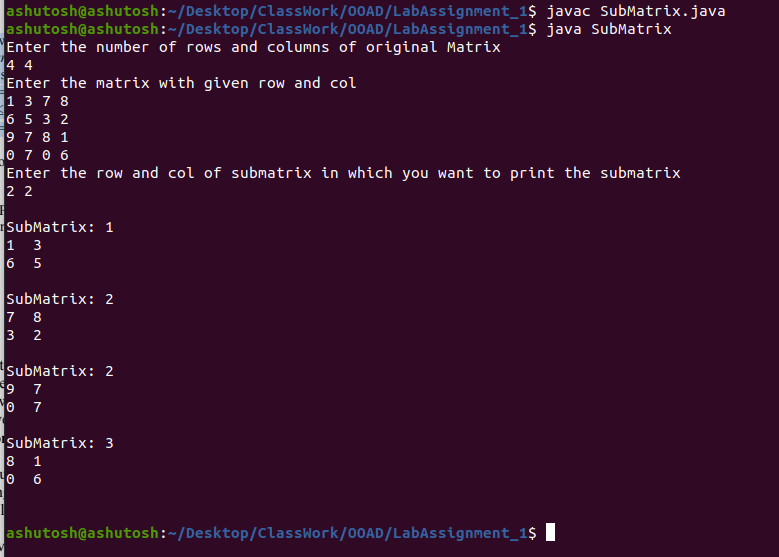 ashutosh@ashutosh:~/Desktop/ClassWork/OOAD/LabAssignment_1$ javac SubMatrix.java
ashutosh@ashutosh:~/Desktop/ClassWork/OOAD/LabAssignment_1$ java SubMatrix
Enter the number of rows and columns of original Matrix
4 4
Enter the matrix with given row and col
1 3 7 8
6 5 3 2
9 7 8 1
0 7 0 6
Enter the row and col of submatrix in which you want to print the submatrix
2 2
SubMatrix: 1
1  3
6  5
SubMatrix: 2
7  8
3  2
SubMatrix: 2
9  7
0  7
SubMatrix: 3
8  1
0  6
ashutosh@ashutosh:~/Desktop/ClassWork/OOAD/LabAssignment_1$